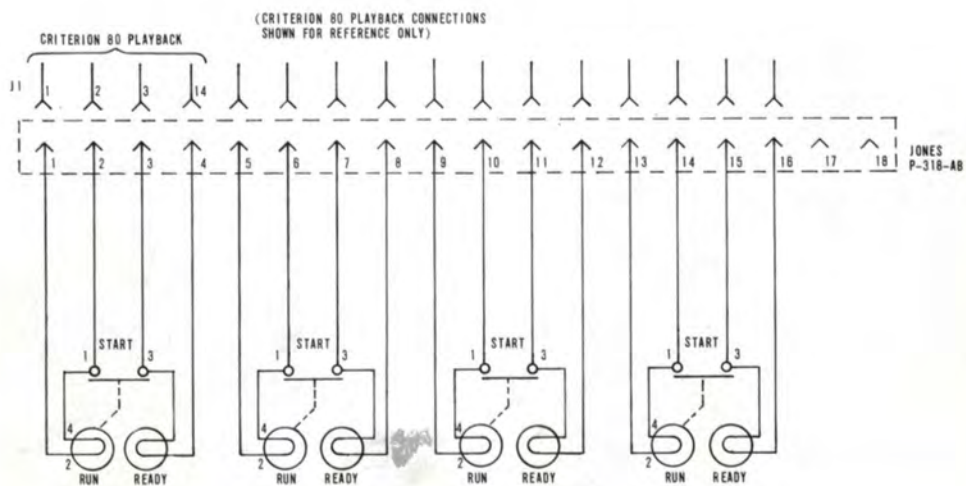 (CRITERION 80 PLAYBACK CONNECTIONS
SHOWN FOR REFERENCE ONLY)
CRITERION 80 PLAYBACK
J1 1 2 3 14
1 2 3 4 5 6 7 8 9 10 11 12 13 14 15 16 17 18
JONES
P-318-AB
START START START START
1 3 1 3 1 3 1 3
4 4 4 4
2 2 2 2
RUN READY RUN READY RUN READY RUN READY